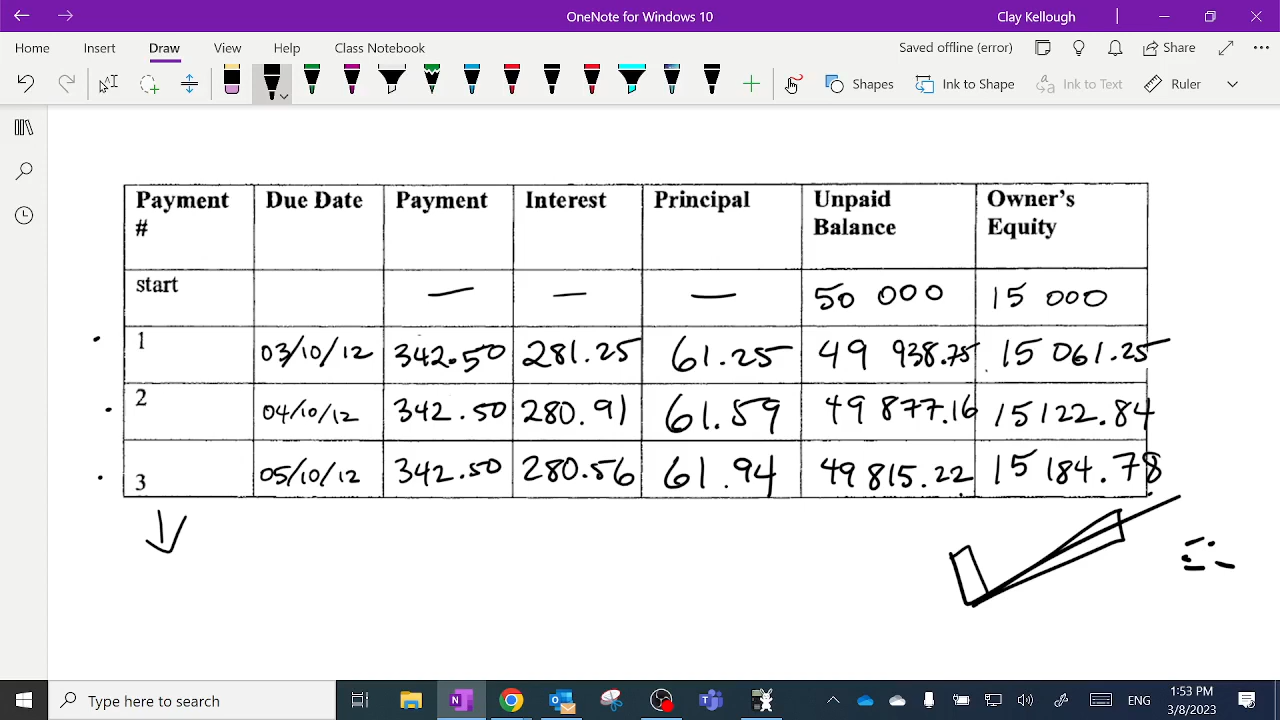 OneNote for Windows 10
Clay Kellough
Home Insert Draw View Help Class Notebook
Saved offline (error) Share
Shapes Ink to Shape Ink to Text Ruler
Payment # Due Date Payment Interest Principal Unpaid Balance Owner's Equity
start — — — 50 000 15 000
1 03/10/12 342.50 281.25 61.25 49 938.75 15 061.25
2 04/10/12 342.50 280.91 61.59 49 877.16 15122.84
3 05/10/12 342.50 280.56 61.94 49 815.22 15 184.78
Type here to search
ENG
1:53 PM
3/8/2023